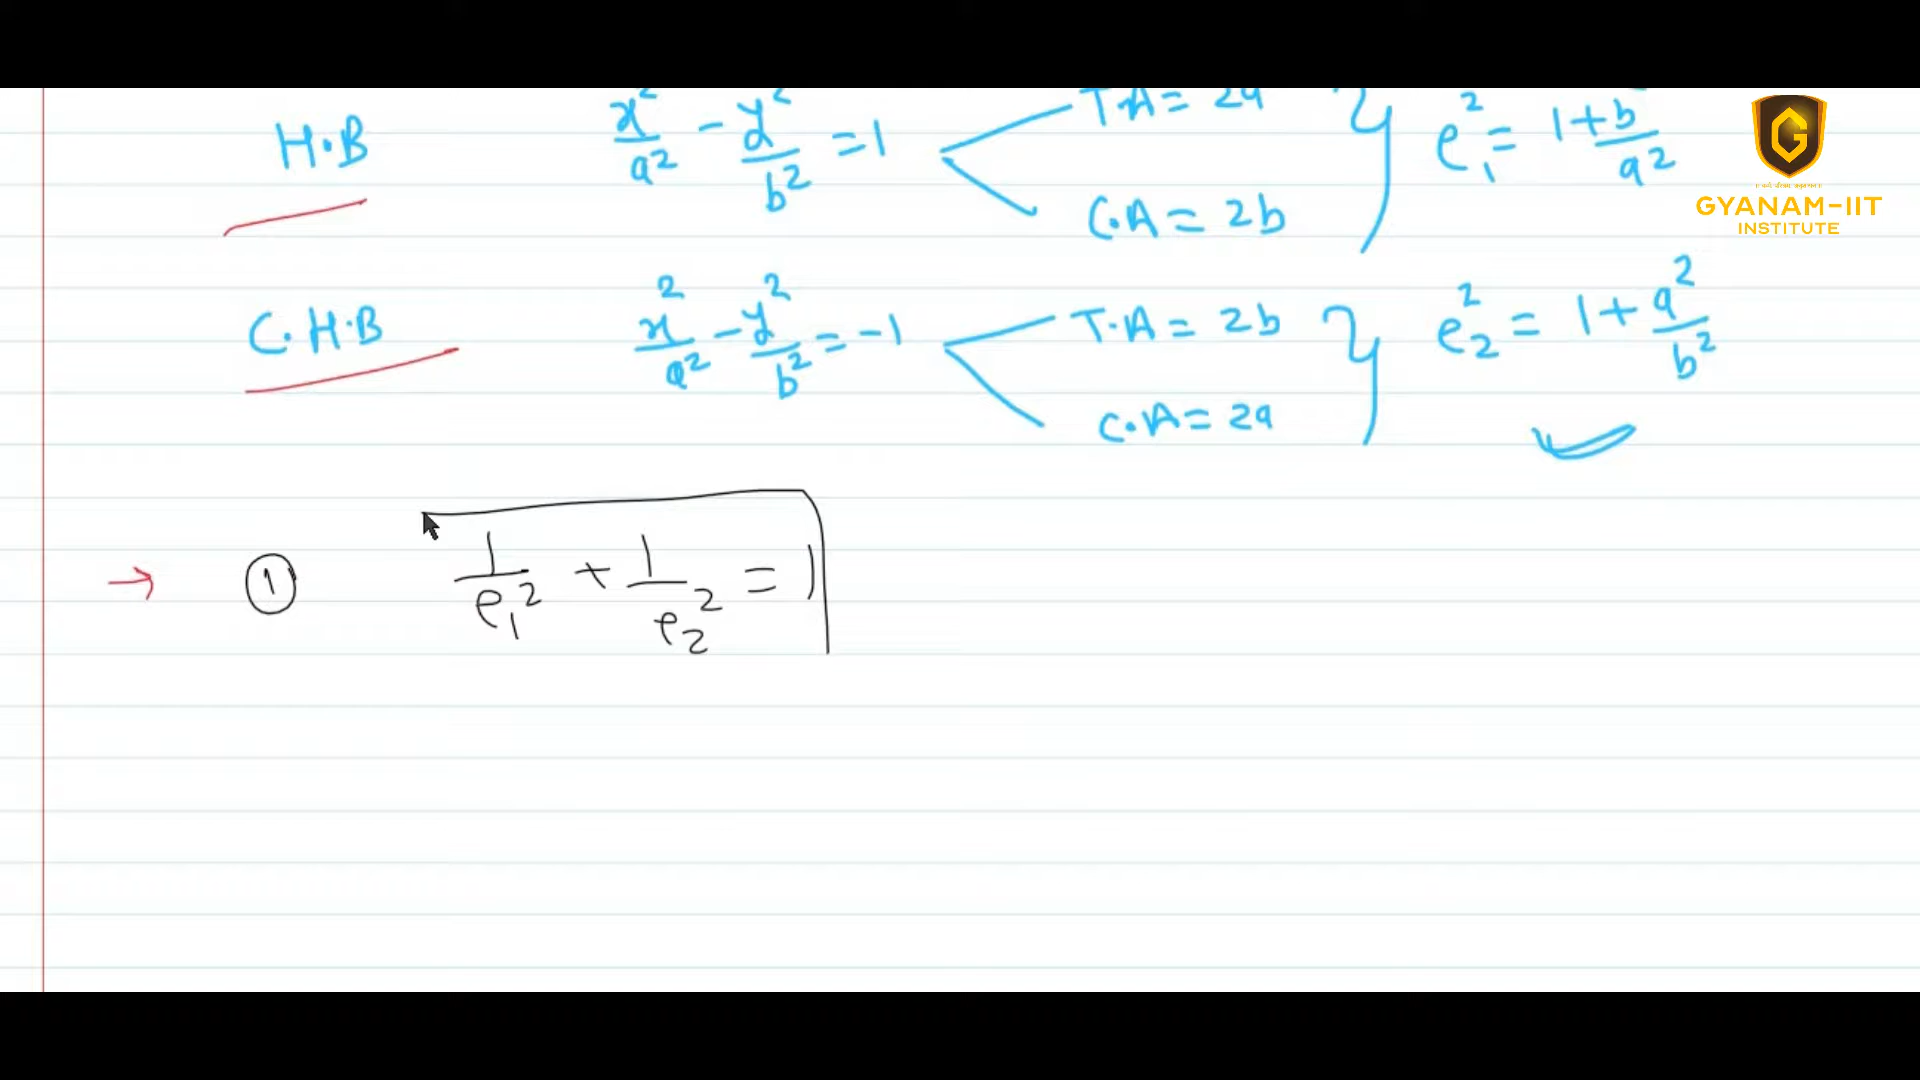 H.B x²/a² - y²/b² = 1 T.A = 2a e₁² = 1 + b²/a²
C.A = 2b
C.H.B x²/a² - y²/b² = -1 T.A = 2b e₂² = 1 + a²/b²
C.A = 2a
→ ① 1/e₁² + 1/e₂² = 1
G
GYANAM-IIT
INSTITUTE